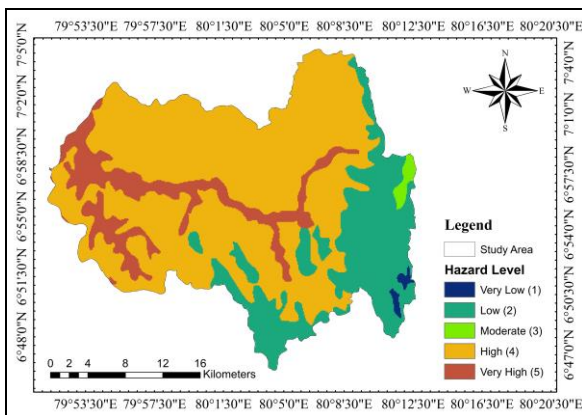 79°53'30"E 79°57'30"E 80°1'30"E 80°5'0"E 80°8'30"E 80°12'30"E 80°16'30"E 80°20'30"E
7°5'0"N
7°2'0"N
6°58'30"N
6°55'0"N
6°51'30"N
6°48'0"N
N
W E
S
7°4'0"N
7°1'0"N
6°57'30"N
6°54'0"N
6°50'30"N
6°47'0"N
Legend
Study Area
Hazard Level
Very Low (1)
Low (2)
Moderate (3)
High (4)
Very High (5)
0 2 4 8 12 16
Kilometers
79°53'30"E 79°57'30"E 80°1'30"E 80°5'0"E 80°8'30"E 80°12'30"E 80°16'30"E 80°20'30"E